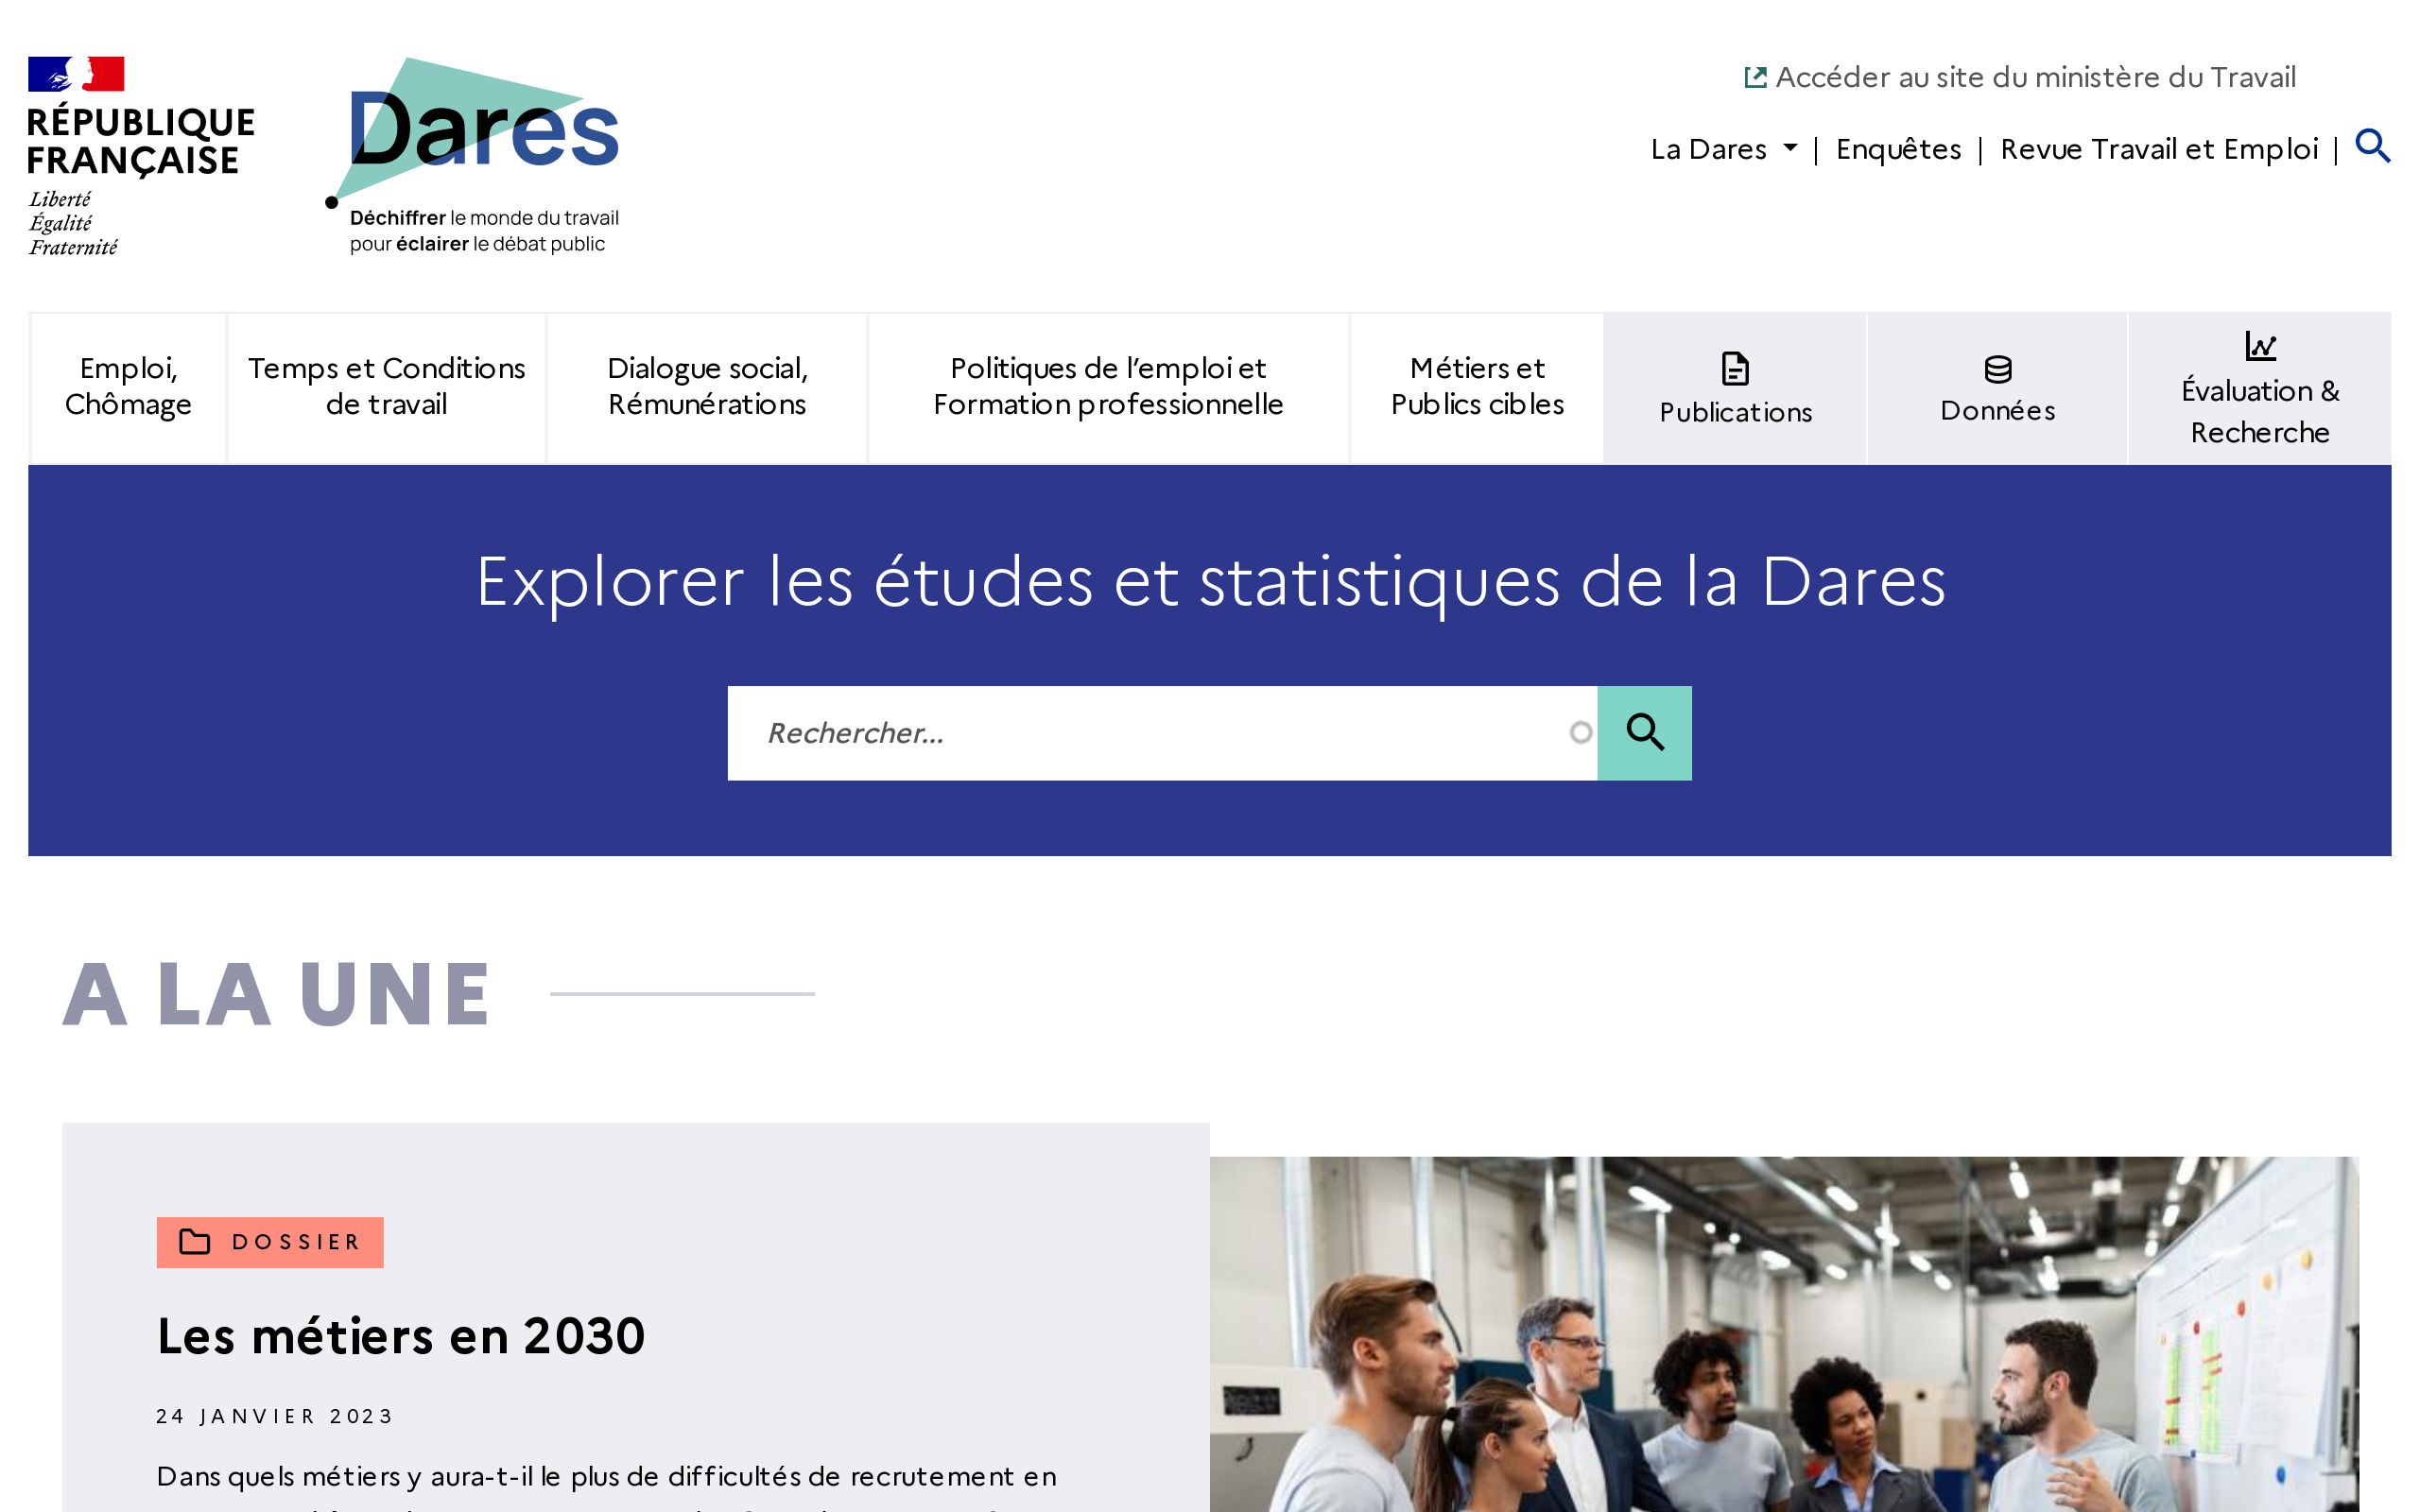 RÉPUBLIQUE
FRANÇAISE
Liberté
Égalité
Fraternité
Dares
Déchiffrer le monde du travail
pour éclairer le débat public
Accéder au site du ministère du Travail
La Dares | Enquêtes | Revue Travail et Emploi |
Emploi,
Chômage
Temps et Conditions
de travail
Dialogue social,
Rémunérations
Politiques de l’emploi et
Formation professionnelle
Métiers et
Publics cibles
Publications
Données
Évaluation &
Recherche
Explorer les études et statistiques de la Dares
Rechercher...
A LA UNE
DOSSIER
Les métiers en 2030
24 JANVIER 2023
Dans quels métiers y aura-t-il le plus de difficultés de recrutement en